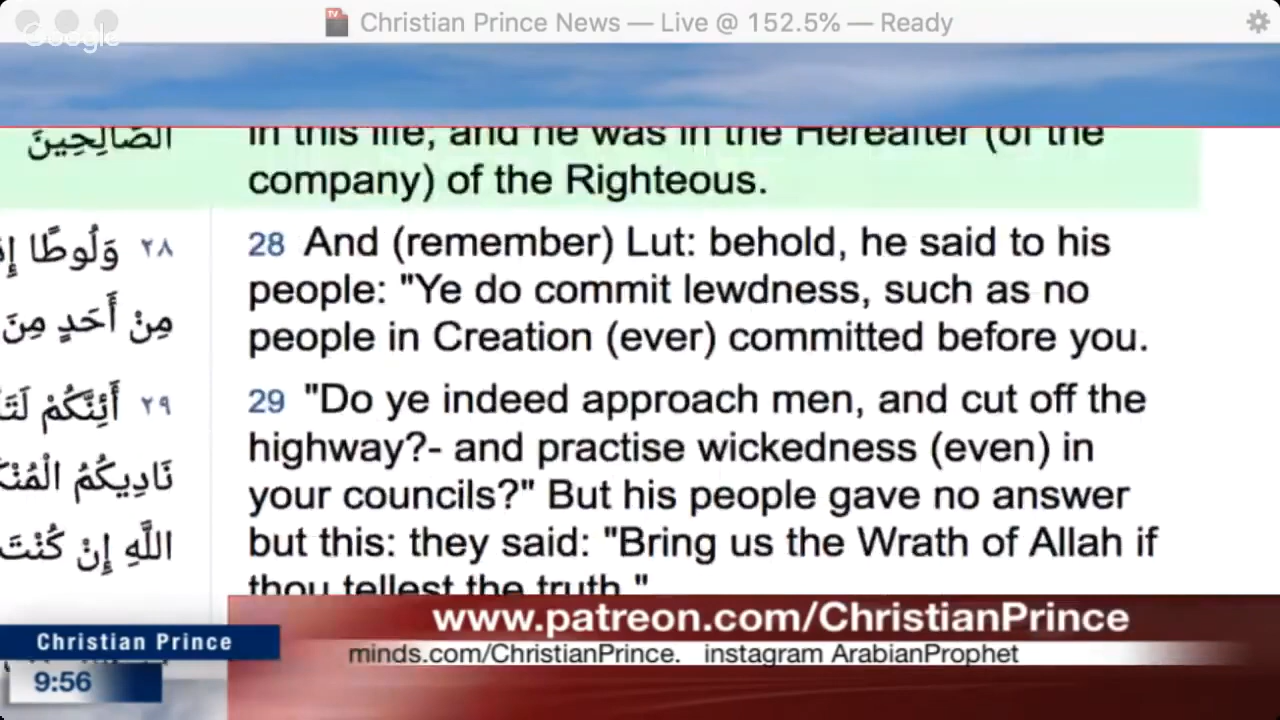 Christian Prince News — Live @ 152.5% — Ready
Google
الصَّالِحِينَ
in this life, and he was in the Hereafter (of the
company) of the Righteous.
٢٨ وَلُوطًا
مِنْ أَحَدٍ مِنَ
28 And (remember) Lut: behold, he said to his
people: "Ye do commit lewdness, such as no
people in Creation (ever) committed before you.
٢٩ أَئِنَّكُمْ
نَادِيكُمُ
اللَّهِ إِنْ كُنْتَ
29 "Do ye indeed approach men, and cut off the
highway?- and practise wickedness (even) in
your councils?" But his people gave no answer
but this: they said: "Bring us the Wrath of Allah if
thou tellest the truth."
www.patreon.com/ChristianPrince
Christian Prince
minds.com/ChristianPrince. instagram ArabianProphet
9:56